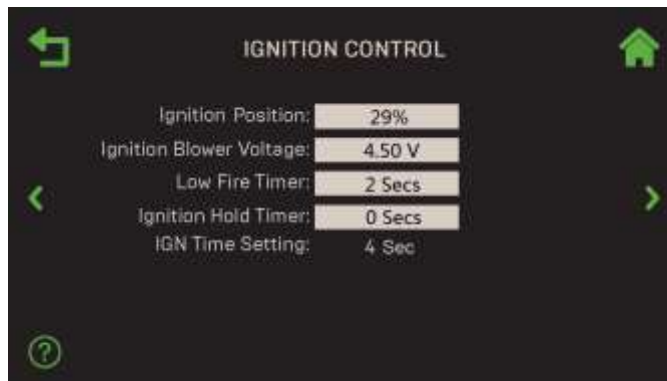 IGNITION CONTROL
Ignition Position: 29%
Ignition Blower Voltage: 4.50 V
Low Fire Timer: 2 Secs
Ignition Hold Timer: 0 Secs
IGN Time Setting: 4 Sec
?